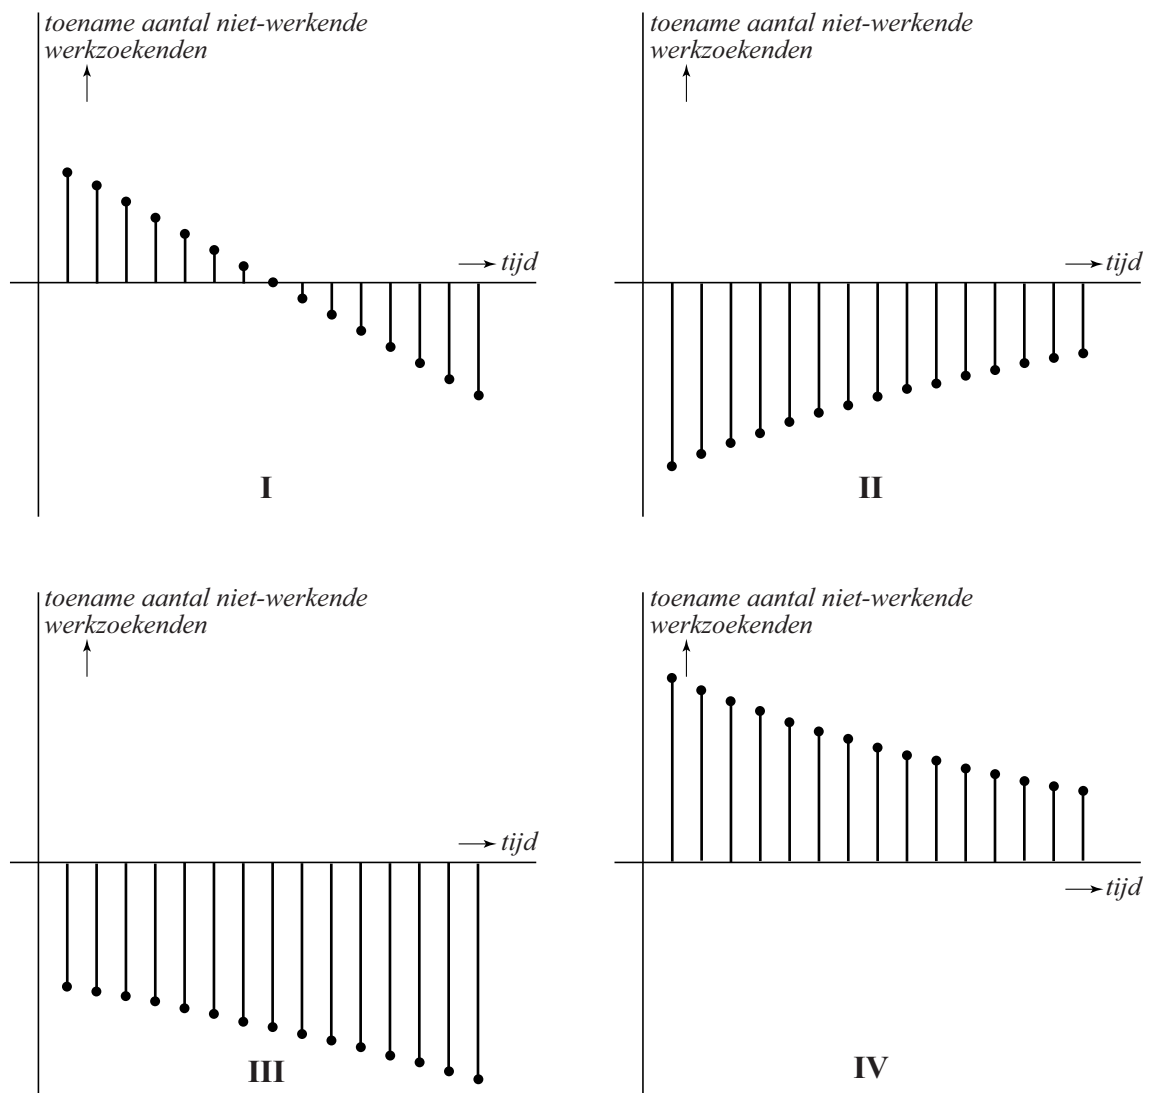 toename aantal niet-werkende
werkzoekenden
tijd
I
toename aantal niet-werkende
werkzoekenden
tijd
II
toename aantal niet-werkende
werkzoekenden
tijd
III
toename aantal niet-werkende
werkzoekenden
tijd
IV